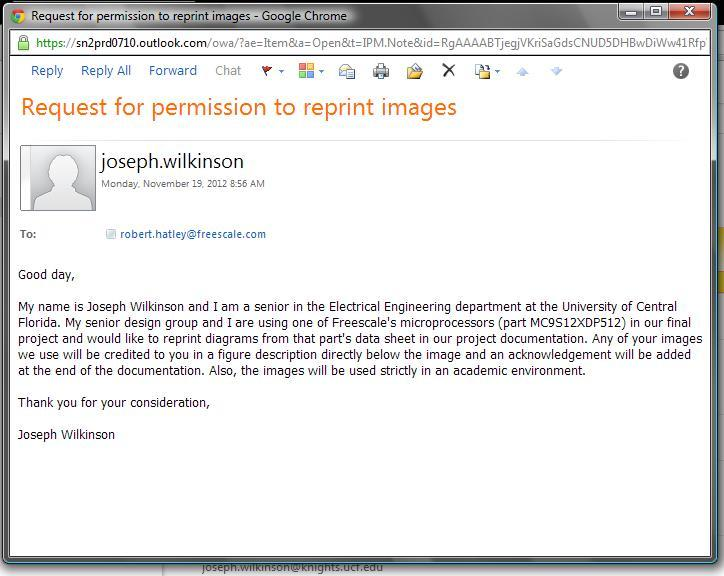 Request for permission to reprint images - Google Chrome
https://sn2prd0710.outlook.com/owa/?ae=Item&a=Open&t=IPM.Note&id=RgAAAABTjegjVKriSaGdsCNUD5DHBwDiWw41Rfp
Reply Reply All Forward Chat
Request for permission to reprint images
joseph.wilkinson
Monday, November 19, 2012 8:56 AM
To: robert.hatley@freescale.com
Good day,
My name is Joseph Wilkinson and I am a senior in the Electrical Engineering department at the University of Central
Florida. My senior design group and I are using one of Freescale's microprocessors (part MC9S12XDP512) in our final
project and would like to reprint diagrams from that part's data sheet in our project documentation. Any of your images
we use will be credited to you in a figure description directly below the image and an acknowledgement will be added
at the end of the documentation. Also, the images will be used strictly in an academic environment.
Thank you for your consideration,
Joseph Wilkinson
joseph.wilkinson@knights.ucf.edu